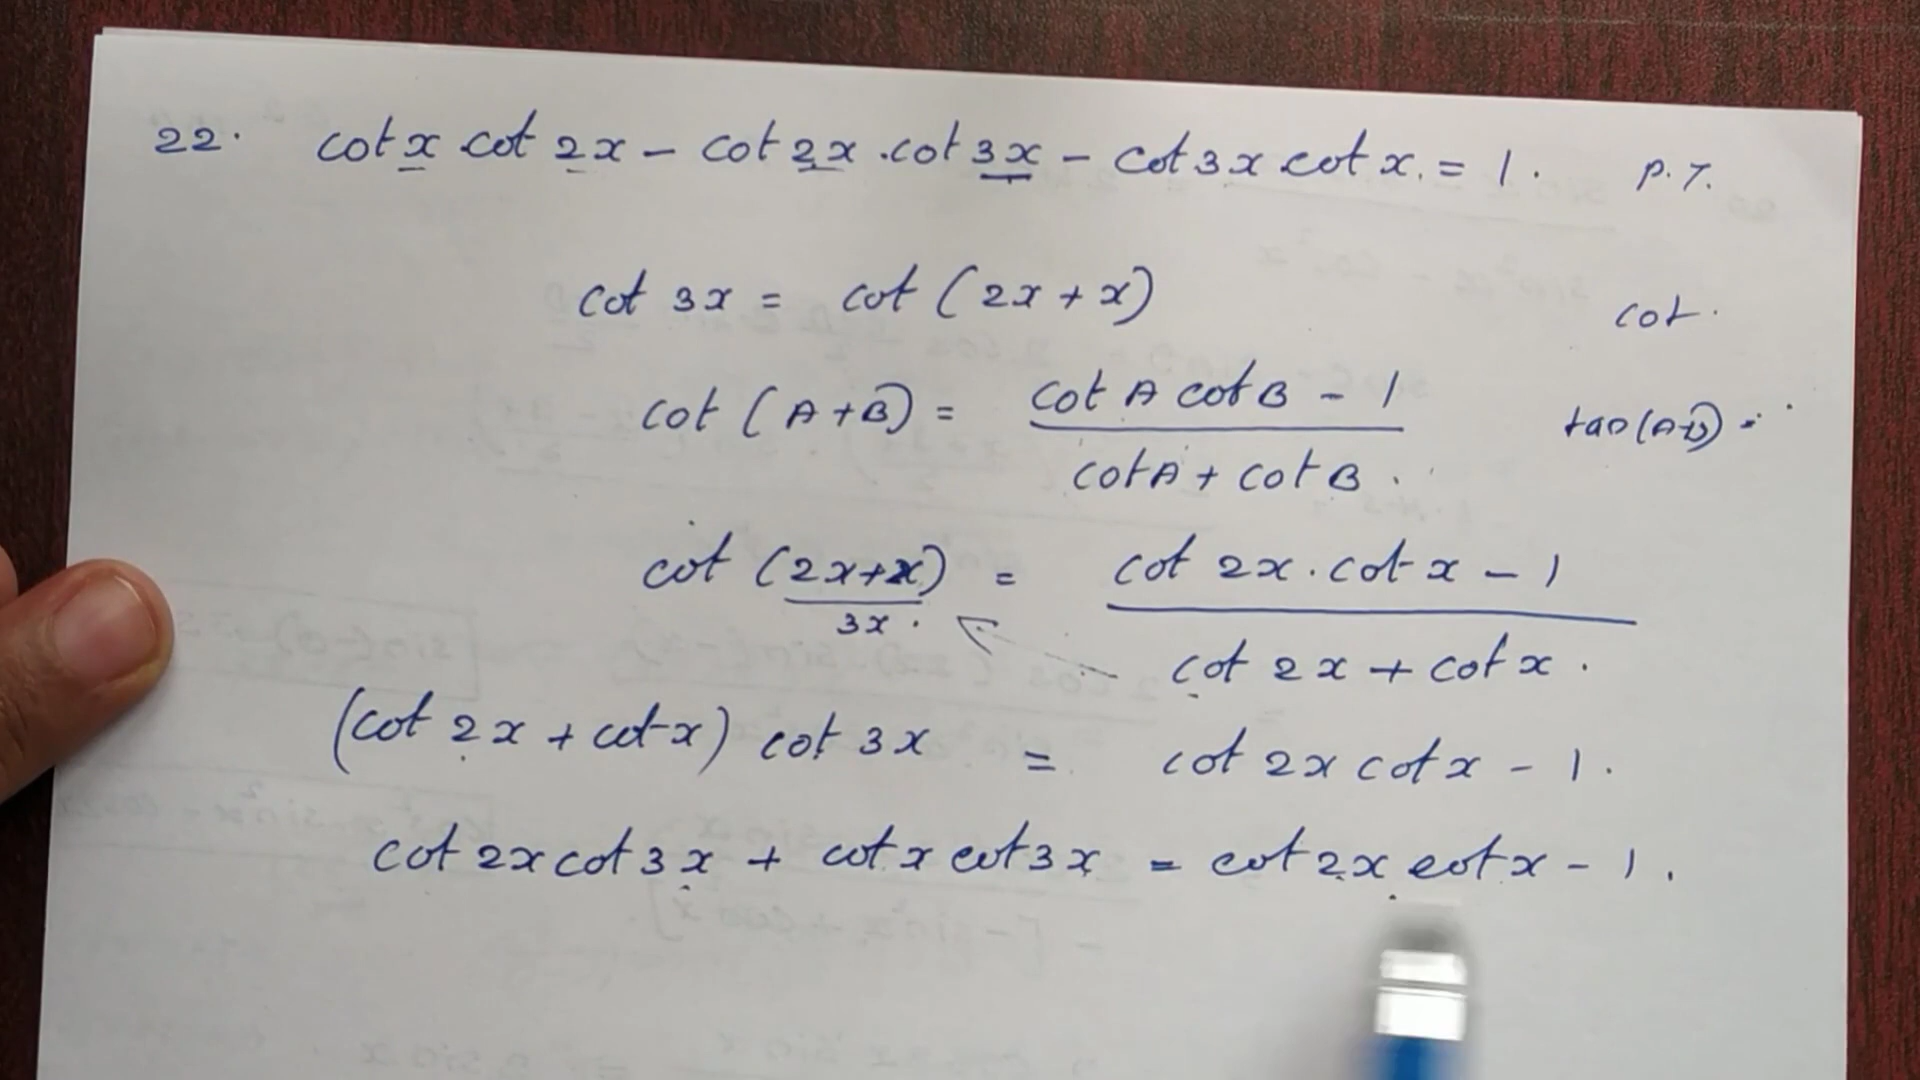 22. cot x cot 2x - cot 2x . cot 3x - cot 3x cot x = 1. P.T.
cot 3x = cot (2x + x)
cot.
cot (A+B) = cot A cot B - 1
cot A + cot B.
tan(A-B) =
cot (2x+x) = cot 2x . cot x - 1
3x.
cot 2x + cot x.
(cot 2x + cot x) cot 3x = cot 2x cot x - 1.
cot 2x cot 3x + cot x cot 3x = cot 2x cot x - 1.